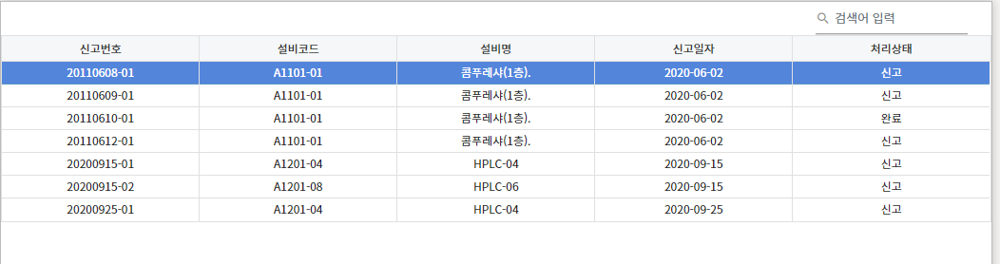 검색어 입력
신고번호 설비코드 설비명 신고일자 처리상태
20110608-01 A1101-01 콤푸레샤(1층). 2020-06-02 신고
20110609-01 A1101-01 콤푸레샤(1층). 2020-06-02 신고
20110610-01 A1101-01 콤푸레샤(1층). 2020-06-02 완료
20110612-01 A1101-01 콤푸레샤(1층). 2020-06-02 신고
20200915-01 A1201-04 HPLC-04 2020-09-15 신고
20200915-02 A1201-08 HPLC-06 2020-09-15 신고
20200925-01 A1201-04 HPLC-04 2020-09-25 신고